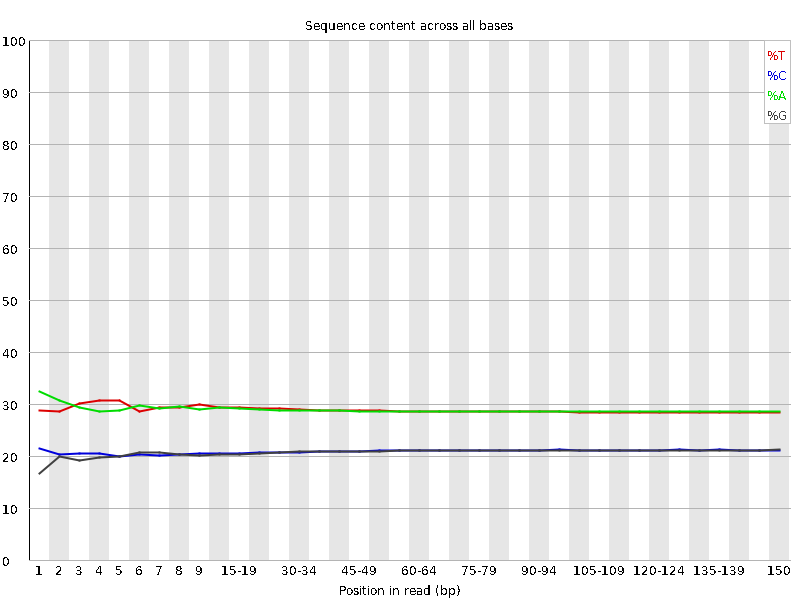 Sequence content across all bases
100
90
80
70
60
50
40
30
20
10
0
%T
%C
%A
%G
1 2 3 4 5 6 7 8 9 15-19 30-34 45-49 60-64 75-79 90-94 105-109 120-124 135-139 150
Position in read (bp)